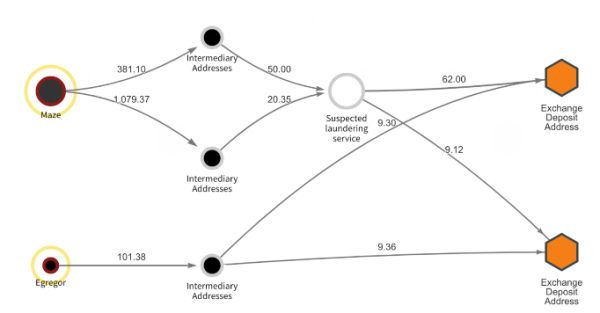 381.10
Intermediary
Addresses
50.00
62.00
Maze
1,079.37
20.35
Suspected
laundering
service
Exchange
Deposit
Address
9.30
9.12
Intermediary
Addresses
101.38
9.36
Egregor
Intermediary
Addresses
Exchange
Deposit
Address